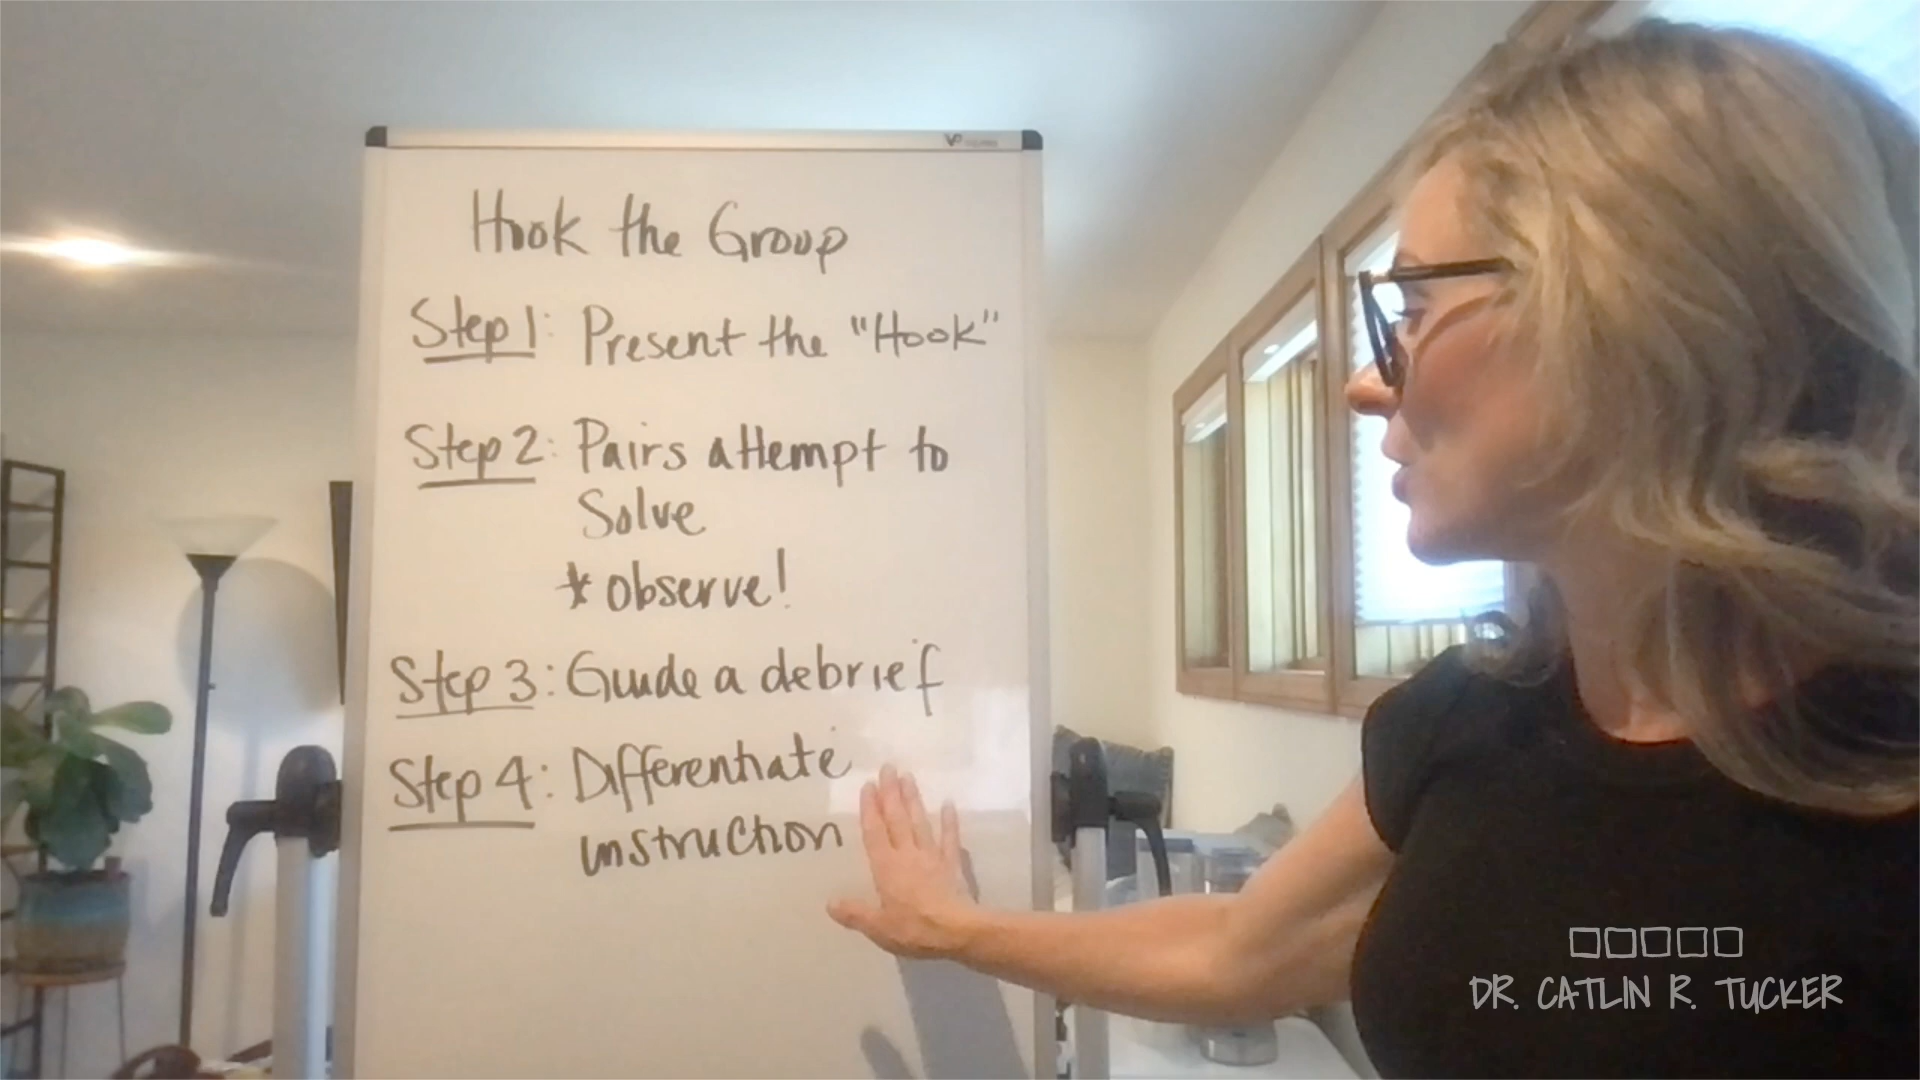 Hook the Group
Step 1: Present the "Hook"
Step 2: Pairs attempt to
Solve
* observe!
Step 3: Guide a debrief
Step 4: Differentiate
instruction
DR. CATLIN R. TUCKER